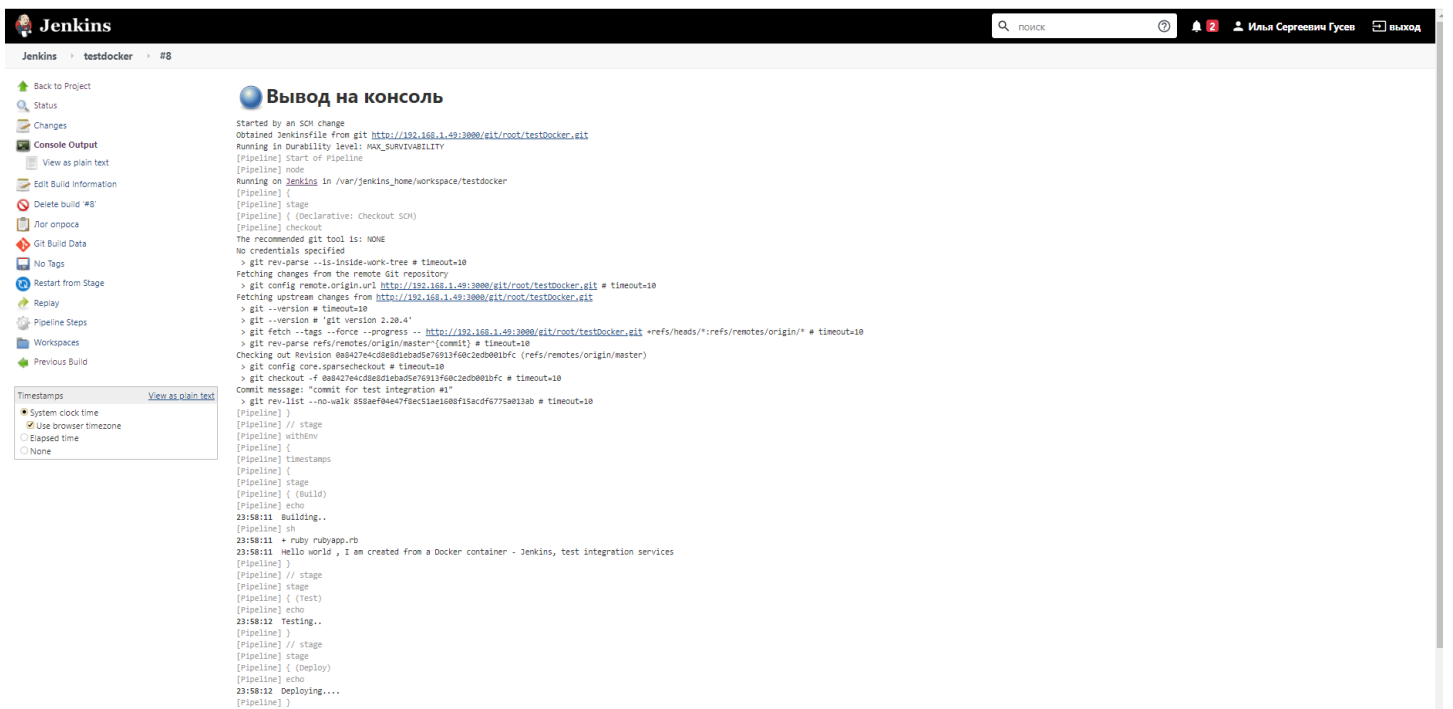 Jenkins
поиск
2
Илья Сергеевич Гусев
выход
Jenkins
testdocker
#8
Back to Project
Status
Changes
Console Output
View as plain text
Edit Build Information
Delete build '#8'
Лог опроса
Git Build Data
No Tags
Restart from Stage
Replay
Pipeline Steps
Workspaces
Previous Build
Timestamps
View as plain text
System clock time
Use browser timezone
Elapsed time
None
Вывод на консоль
Started by an SCM change
Obtained Jenkinsfile from git http://192.168.1.49:3000/git/root/testDocker.git
Running in Durability level: MAX_SURVIVABILITY
[Pipeline] Start of Pipeline
[Pipeline] node
Running on Jenkins in /var/jenkins_home/workspace/testdocker
[Pipeline] {
[Pipeline] stage
[Pipeline] { (Declarative: Checkout SCM)
[Pipeline] checkout
The recommended git tool is: NONE
No credentials specified
> git rev-parse --is-inside-work-tree # timeout=10
Fetching changes from the remote Git repository
> git config remote.origin.url http://192.168.1.49:3000/git/root/testDocker.git # timeout=10
Fetching upstream changes from http://192.168.1.49:3000/git/root/testDocker.git
> git --version # timeout=10
> git --version # 'git version 2.20.4'
> git fetch --tags --force --progress -- http://192.168.1.49:3000/git/root/testDocker.git +refs/heads/*:refs/remotes/origin/* # timeout=10
> git rev-parse refs/remotes/origin/master^{commit} # timeout=10
Checking out Revision 0a8427e4cd8e8d1ebad5e76913f60c2edb001bfc (refs/remotes/origin/master)
> git config core.sparsecheckout # timeout=10
> git checkout -f 0a8427e4cd8e8d1ebad5e76913f60c2edb001bfc # timeout=10
Commit message: "commit for test integration #1"
> git rev-list --no-walk 858aef04e47f8ec51ae1608f15acdf6775a013ab # timeout=10
[Pipeline] }
[Pipeline] // stage
[Pipeline] withEnv
[Pipeline] {
[Pipeline] timestamps
[Pipeline] {
[Pipeline] stage
[Pipeline] { (Build)
[Pipeline] echo
23:58:11 Building..
[Pipeline] sh
23:58:11 + ruby rubyapp.rb
23:58:11 Hello world , I am created from a Docker container - Jenkins, test integration services
[Pipeline] }
[Pipeline] // stage
[Pipeline] stage
[Pipeline] { (Test)
[Pipeline] echo
23:58:12 Testing..
[Pipeline] }
[Pipeline] // stage
[Pipeline] stage
[Pipeline] { (Deploy)
[Pipeline] echo
23:58:12 Deploying....
[Pipeline] }